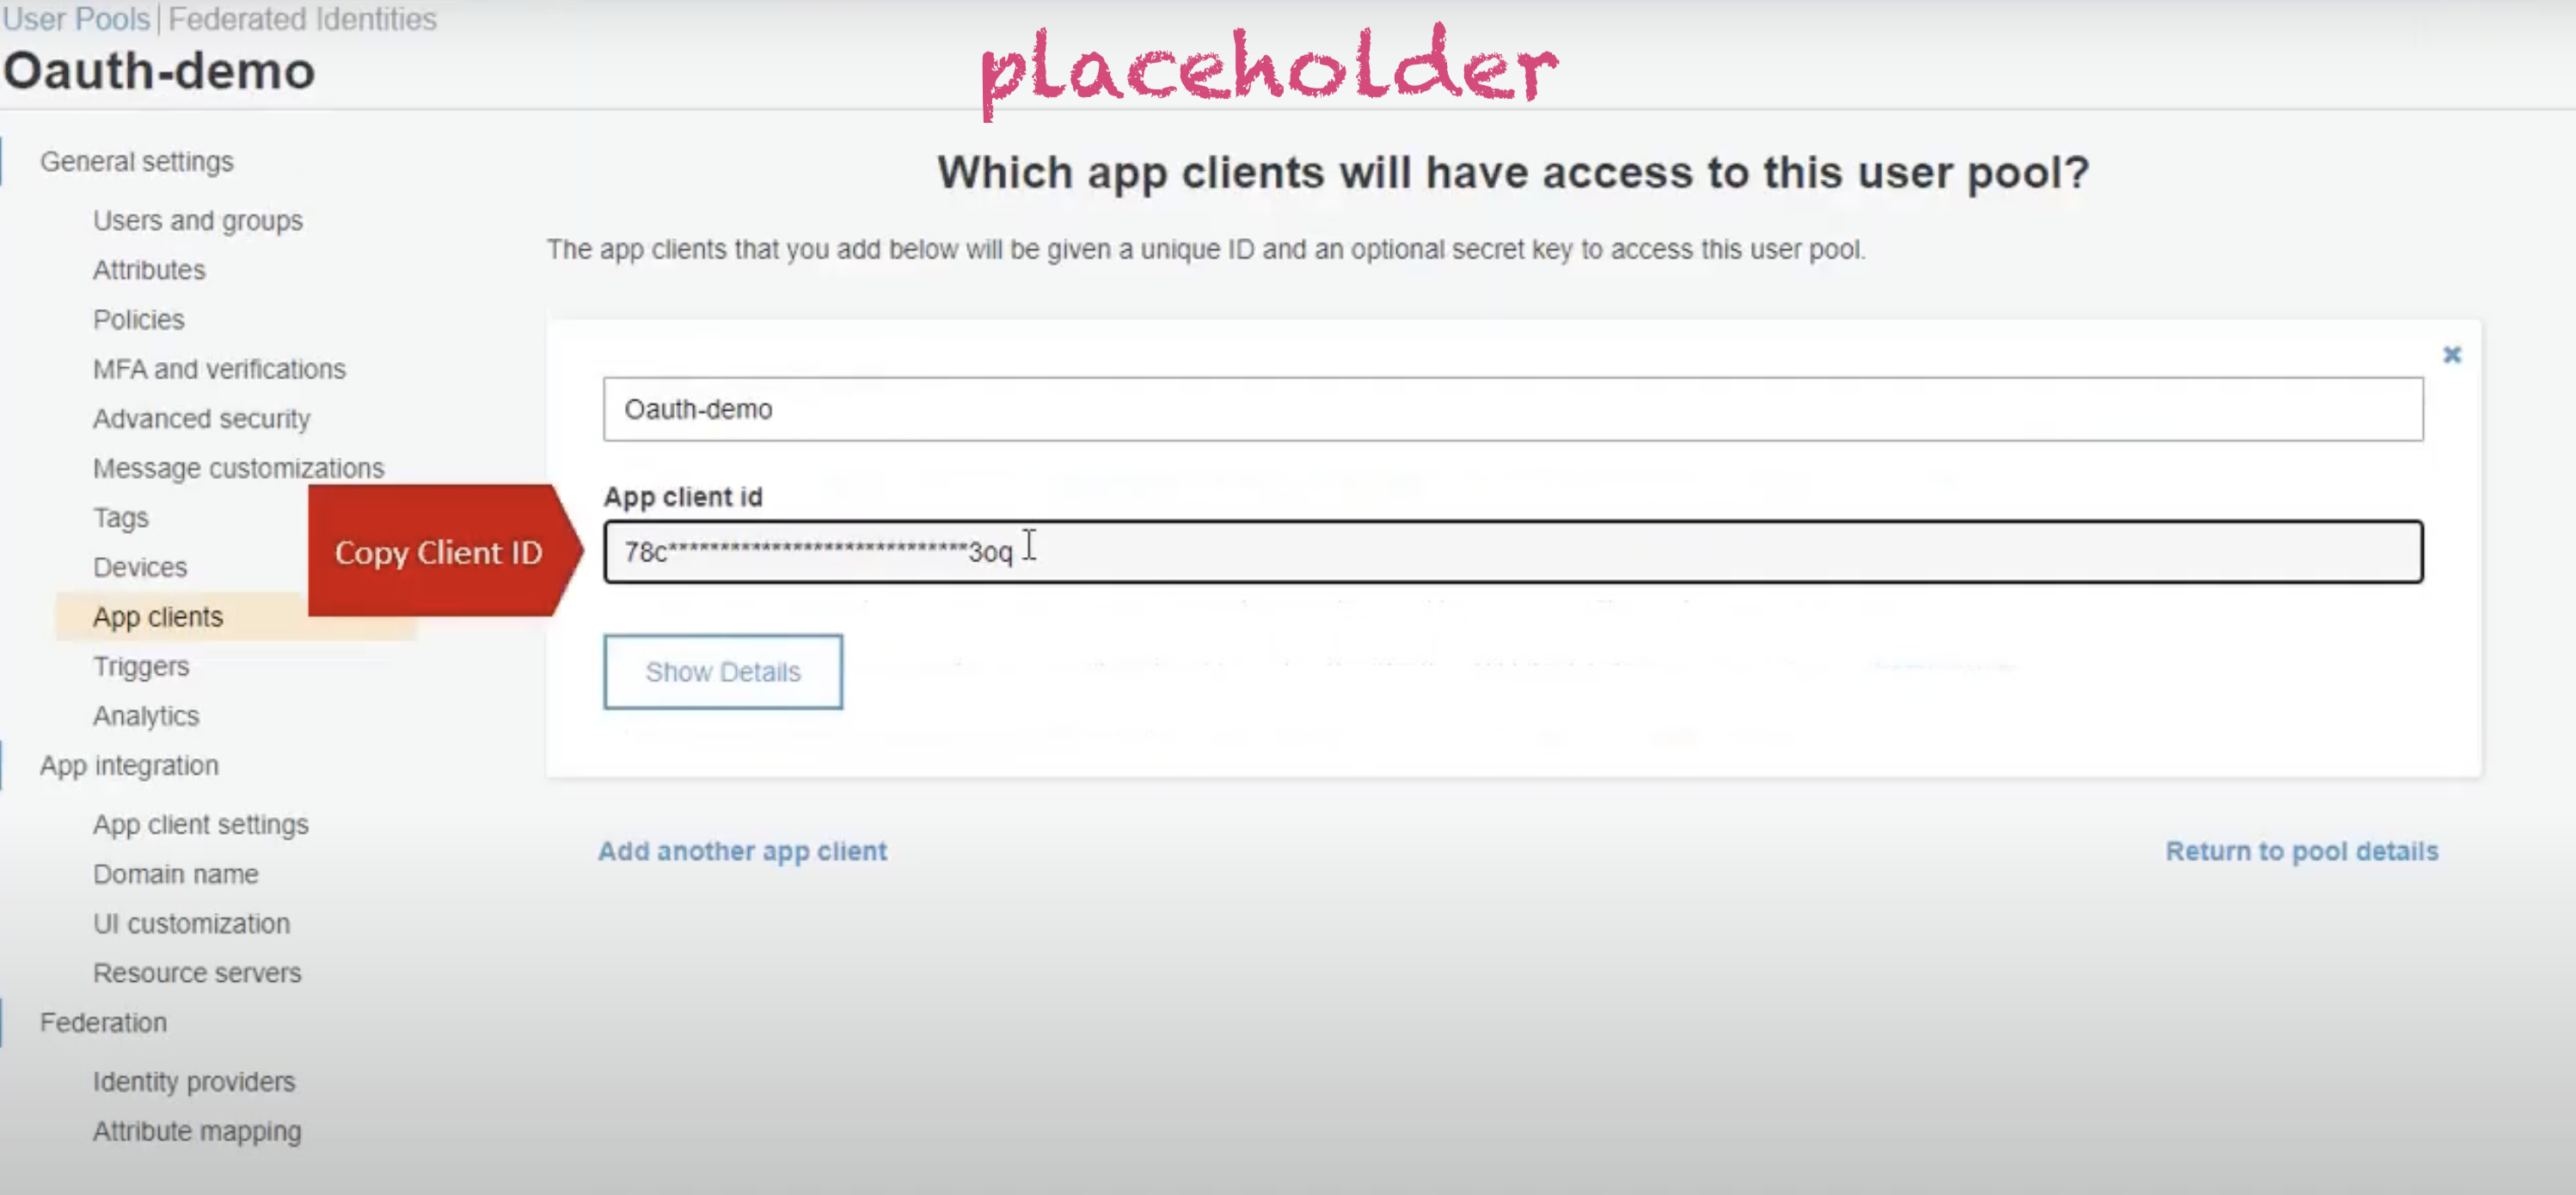 User Pools | Federated Identities
Oauth-demo
placeholder
General settings
Users and groups
Attributes
Policies
MFA and verifications
Advanced security
Message customizations
Tags
Devices
App clients
Triggers
Analytics
App integration
App client settings
Domain name
UI customization
Resource servers
Federation
Identity providers
Attribute mapping
Which app clients will have access to this user pool?
The app clients that you add below will be given a unique ID and an optional secret key to access this user pool.
Oauth-demo
App client id
Copy Client ID
78c*****************************3oq
Show Details
Add another app client
Return to pool details